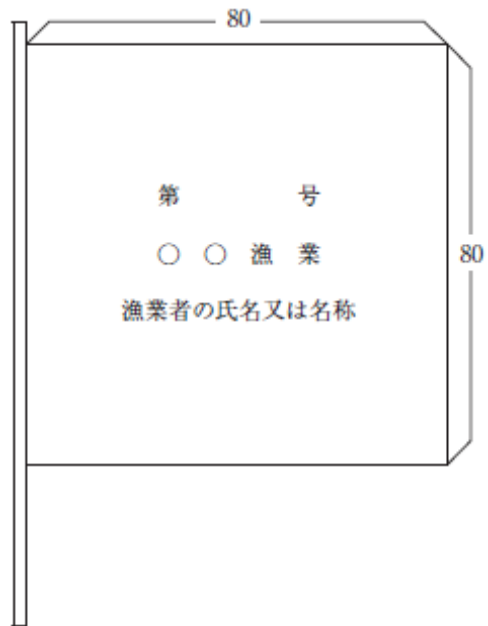 80
第　　　　号
○ ○ 漁 業
80
漁業者の氏名又は名称